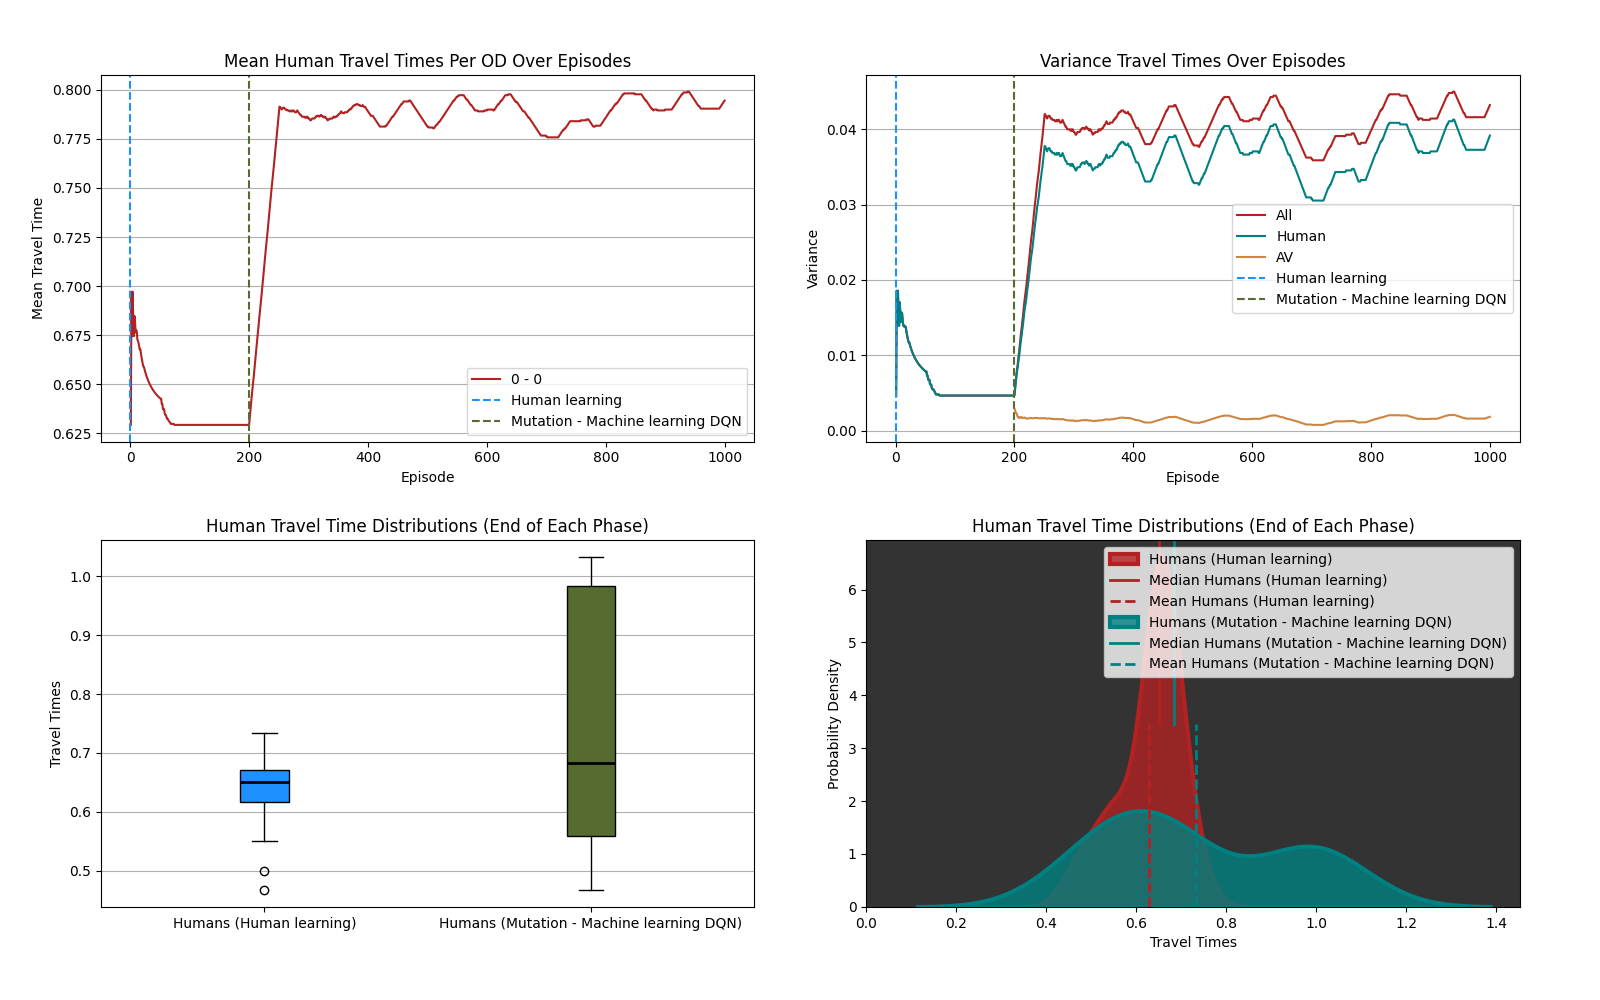 Mean Human Travel Times Per OD Over Episodes
Mean Travel Time
0.800
0.775
0.750
0.725
0.700
0.675
0.650
0.625
0 - 0
Human learning
Mutation - Machine learning DQN
0 200 400 600 800 1000
Episode
Variance Travel Times Over Episodes
Variance
0.04
0.03
0.02
0.01
0.00
All
Human
AV
Human learning
Mutation - Machine learning DQN
0 200 400 600 800 1000
Episode
Human Travel Time Distributions (End of Each Phase)
Travel Times
1.0
0.9
0.8
0.7
0.6
0.5
Humans (Human learning) Humans (Mutation - Machine learning DQN)
Human Travel Time Distributions (End of Each Phase)
Probability Density
6
5
4
3
2
1
0
Humans (Human learning)
Median Humans (Human learning)
Mean Humans (Human learning)
Humans (Mutation - Machine learning DQN)
Median Humans (Mutation - Machine learning DQN)
Mean Humans (Mutation - Machine learning DQN)
0.0 0.2 0.4 0.6 0.8 1.0 1.2 1.4
Travel Times